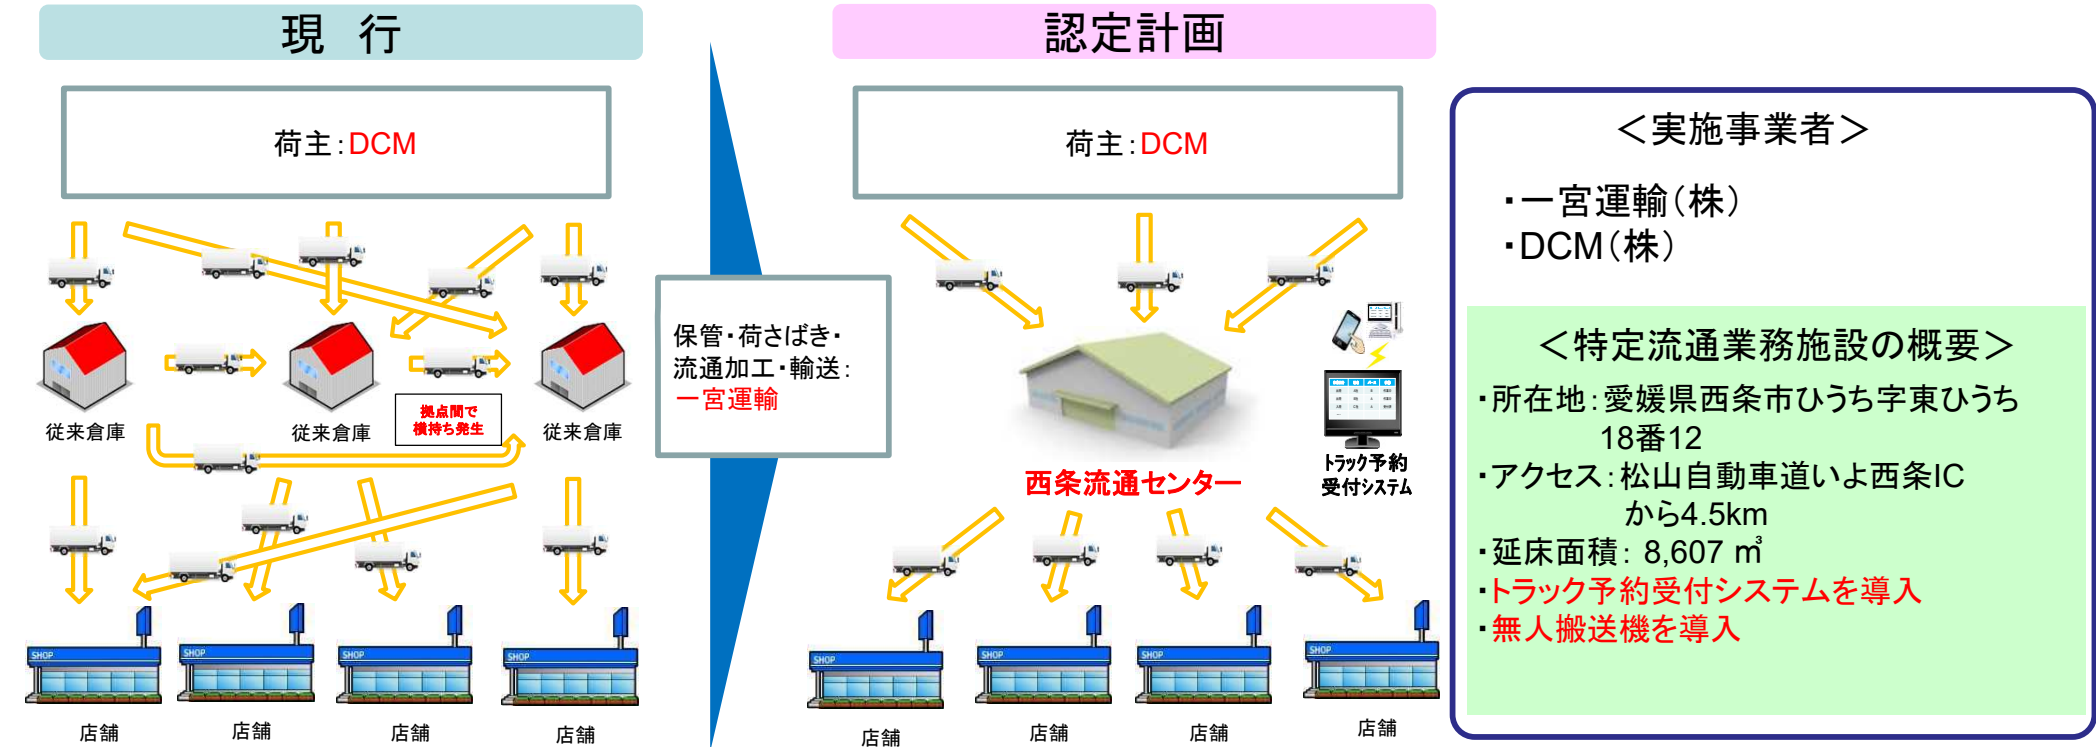 現 行
荷主：DCM
従来倉庫
従来倉庫
従来倉庫
拠点間で
横持ち発生
SHOP
SHOP
SHOP
SHOP
店舗
店舗
店舗
店舗
保管・荷さばき・
流通加工・輸送：
一宮運輸
認定計画
荷主：DCM
西条流通センター
トラック予約
受付システム
SHOP
SHOP
SHOP
SHOP
店舗
店舗
店舗
店舗
＜実施事業者＞
・一宮運輸（株）
・DCM（株）
＜特定流通業務施設の概要＞
・所在地：愛媛県西条市ひうち字東ひうち
18番12
・アクセス：松山自動車道いよ西条IC
から4.5km
・延床面積： 8,607 ㎡
・トラック予約受付システムを導入
・無人搬送機を導入